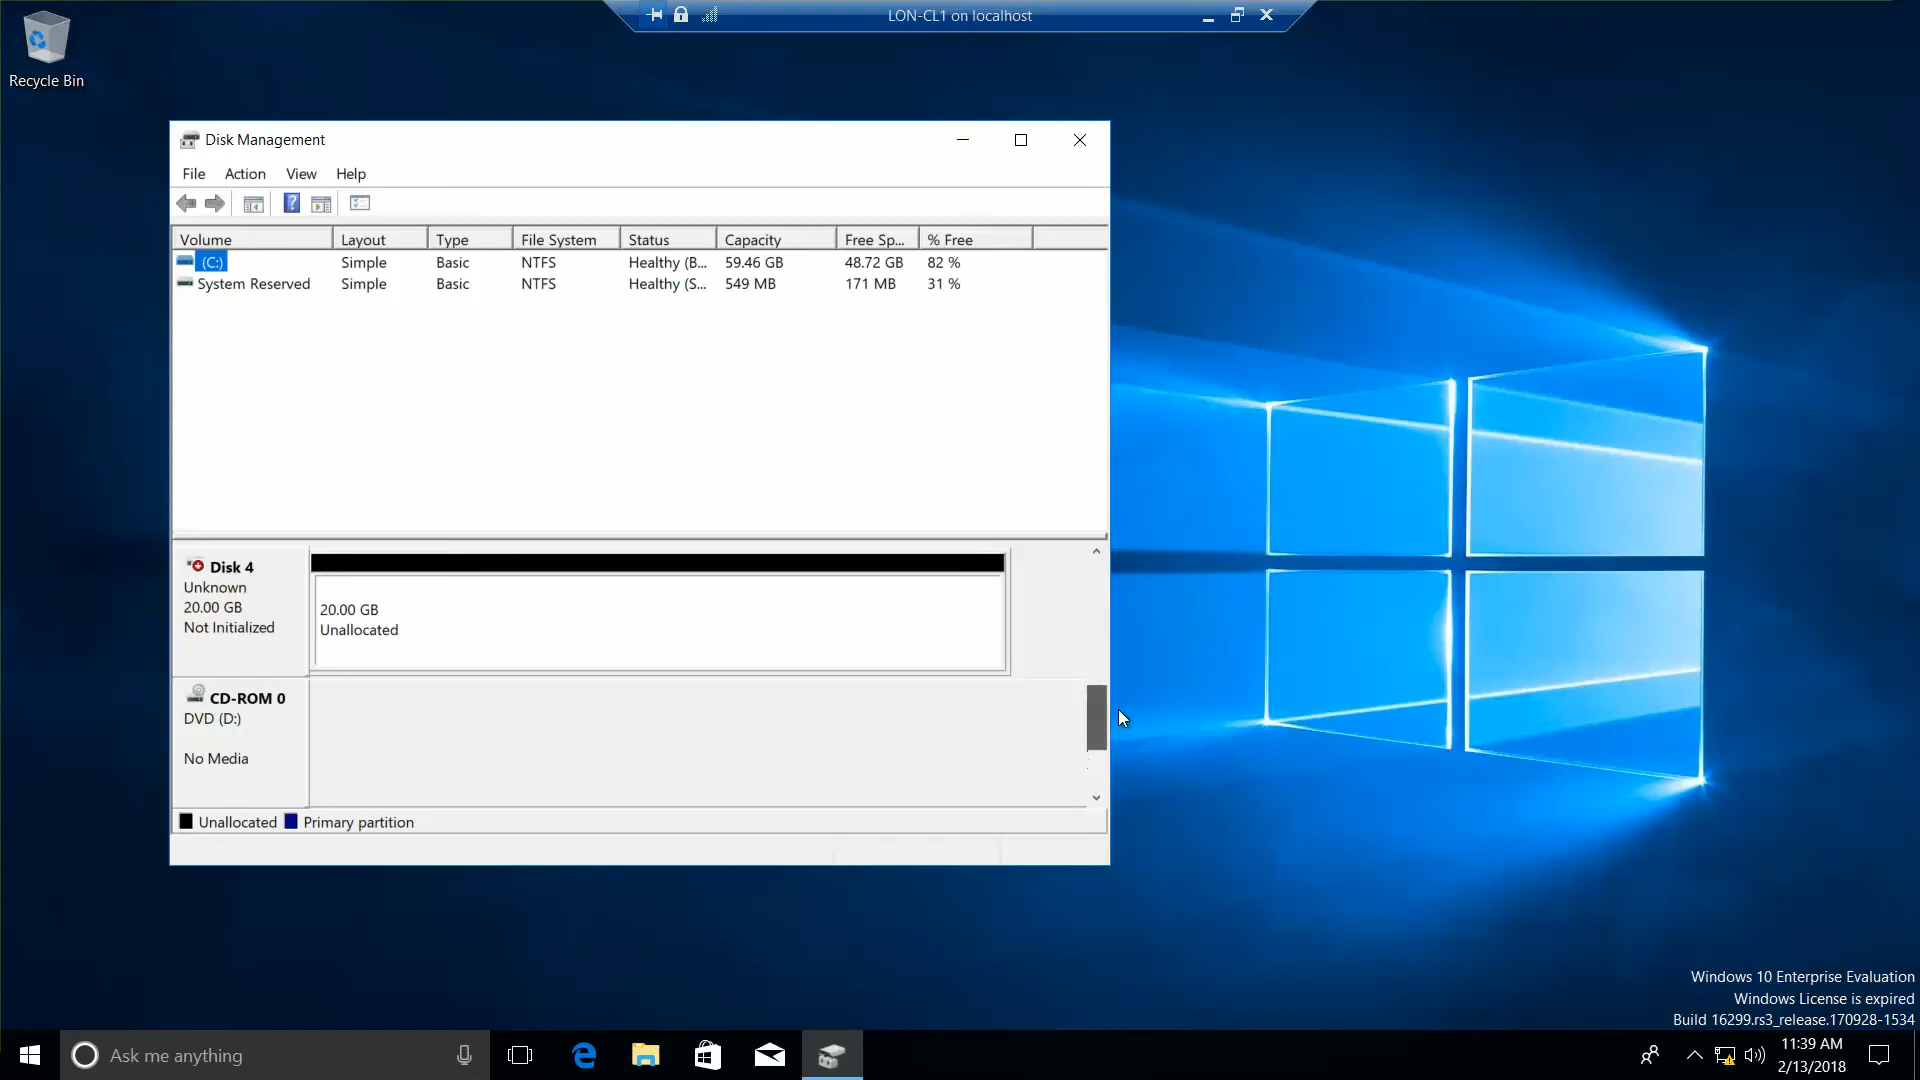 LON-CL1 on localhost
Recycle Bin
Disk Management
File Action View Help
Volume Layout Type File System Status Capacity Free Sp... % Free
(C:) Simple Basic NTFS Healthy (B... 59.46 GB 48.72 GB 82 %
System Reserved Simple Basic NTFS Healthy (S... 549 MB 171 MB 31 %
Disk 4
Unknown
20.00 GB
Not Initialized
20.00 GB
Unallocated
CD-ROM 0
DVD (D:)
No Media
Unallocated Primary partition
Windows 10 Enterprise Evaluation
Windows License is expired
Build 16299.rs3_release.170928-1534
Ask me anything
11:39 AM
2/13/2018